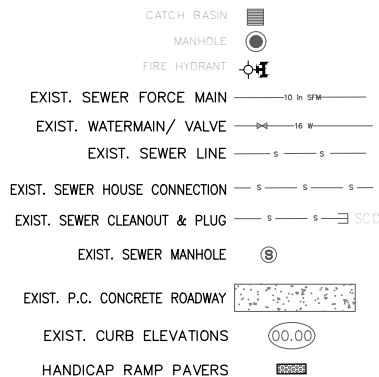 CATCH BASIN
MANHOLE
FIRE HYDRANT
EXIST. SEWER FORCE MAIN 10 In SFM
EXIST. WATERMAIN/ VALVE 16 W
EXIST. SEWER LINE S S
EXIST. SEWER HOUSE CONNECTION S S S
EXIST. SEWER CLEANOUT & PLUG S S SCC
EXIST. SEWER MANHOLE S
EXIST. P.C. CONCRETE ROADWAY
EXIST. CURB ELEVATIONS 00.00
HANDICAP RAMP PAVERS